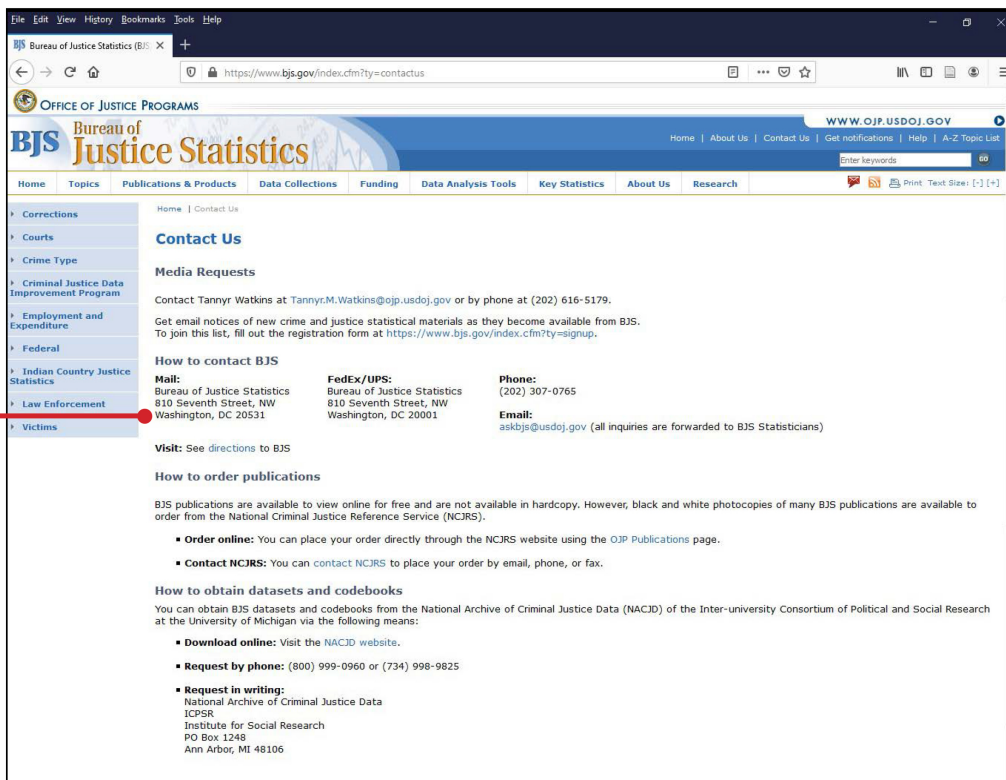 File Edit View History Bookmarks Tools Help
Bureau of Justice Statistics (BJS
https://www.bjs.gov/index.cfm?ty=contactus
OFFICE OF JUSTICE PROGRAMS
WWW.OJP.USDOJ.GOV
BJS Bureau of
Justice Statistics
Home | About Us | Contact Us | Get notifications | Help | A-Z Topic List
Enter keywords GO
Home Topics Publications & Products Data Collections Funding Data Analysis Tools Key Statistics About Us Research Print Text Size: [-] [+]
Corrections
Courts
Crime Type
Criminal Justice Data
Improvement Program
Employment and
Expenditure
Federal
Indian Country Justice
Statistics
Law Enforcement
Victims
Home | Contact Us
Contact Us
Media Requests
Contact Tannyr Watkins at Tannyr.M.Watkins@ojp.usdoj.gov or by phone at (202) 616-5179.
Get email notices of new crime and justice statistical materials as they become available from BJS.
To join this list, fill out the registration form at https://www.bjs.gov/index.cfm?ty=signup.
How to contact BJS
Mail:
Bureau of Justice Statistics
810 Seventh Street, NW
Washington, DC 20531
FedEx/UPS:
Bureau of Justice Statistics
810 Seventh Street, NW
Washington, DC 20001
Phone:
(202) 307-0765
Email:
askbjs@usdoj.gov (all inquiries are forwarded to BJS Statisticians)
Visit: See directions to BJS
How to order publications
BJS publications are available to view online for free and are not available in hardcopy. However, black and white photocopies of many BJS publications are available to
order from the National Criminal Justice Reference Service (NCJRS).
Order online: You can place your order directly through the NCJRS website using the OJP Publications page.
Contact NCJRS: You can contact NCJRS to place your order by email, phone, or fax.
How to obtain datasets and codebooks
You can obtain BJS datasets and codebooks from the National Archive of Criminal Justice Data (NACJD) of the Inter-university Consortium of Political and Social Research
at the University of Michigan via the following means:
Download online: Visit the NACJD website.
Request by phone: (800) 999-0960 or (734) 998-9825
Request in writing:
National Archive of Criminal Justice Data
ICPSR
Institute for Social Research
PO Box 1248
Ann Arbor, MI 48106